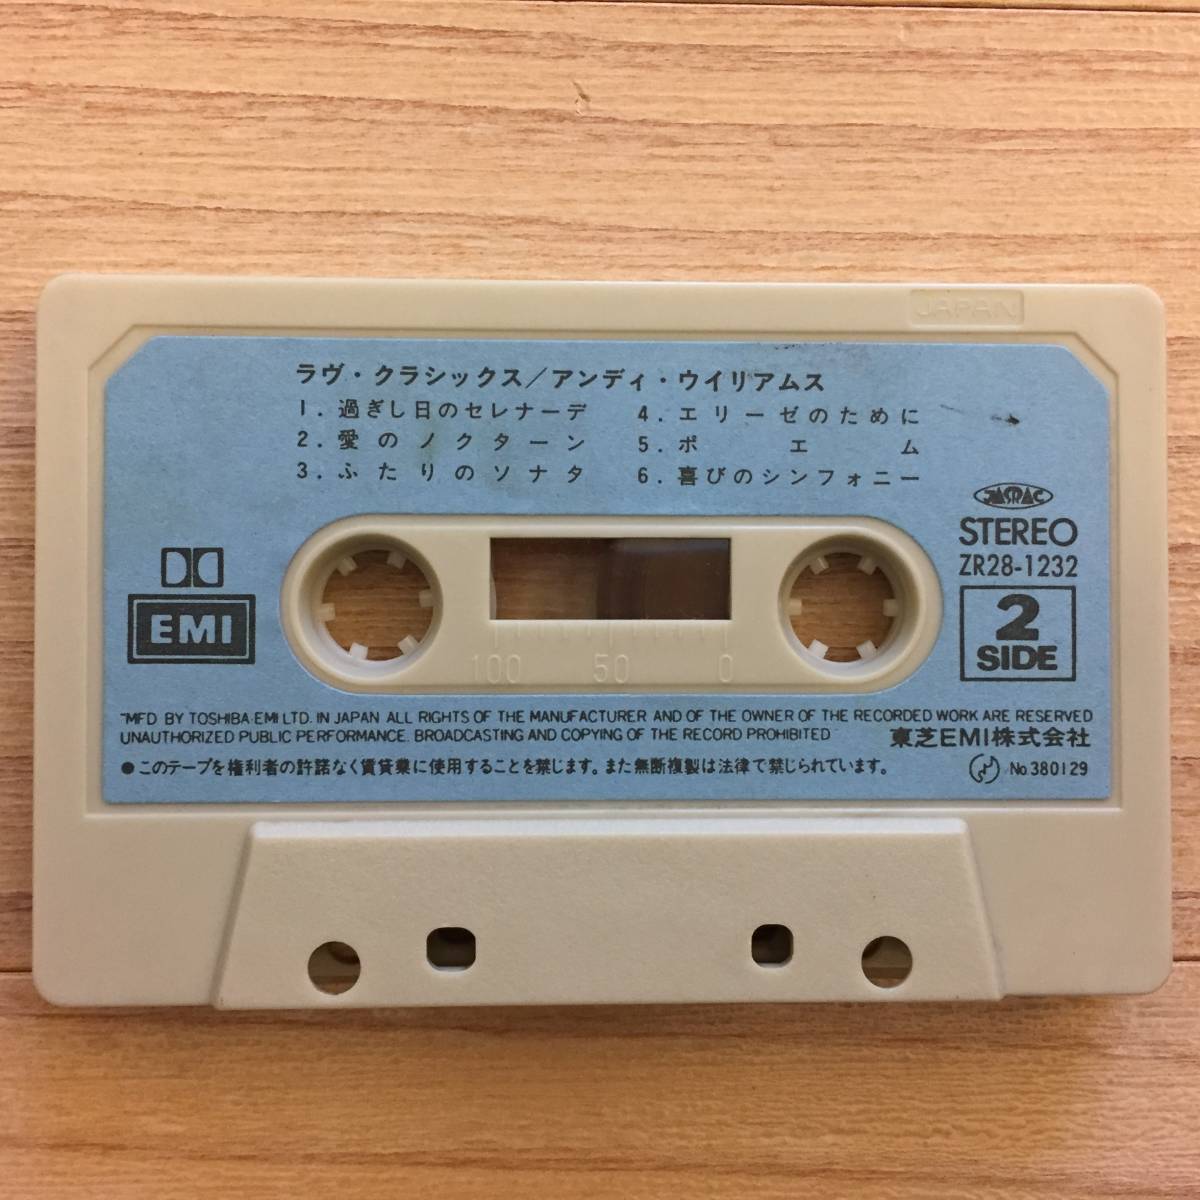 JAPAN
ラヴ・クラシックス/アンディ・ウイリアムス
1. 過ぎし日のセレナーデ
2. 愛のノクターン
3. ふたりのソナタ
4. エリーゼのために
5. ポエム
6. 喜びのシンフォニー
JASRAC
STEREO
ZR28-1232
2
SIDE
EMI
100 50 0
"MFD BY TOSHIBA·EMI LTD. IN JAPAN ALL RIGHTS OF THE MANUFACTURER AND OF THE OWNER OF THE RECORDED WORK ARE RESERVED
UNAUTHORIZED PUBLIC PERFORMANCE. BROADCASTING AND COPYING OF THE RECORD PROHIBITED"
東芝EMI株式会社
●このテープを権利者の許諾なく賃貸業に使用することを禁じます。また無断複製は法律で禁じられています。
No.380129